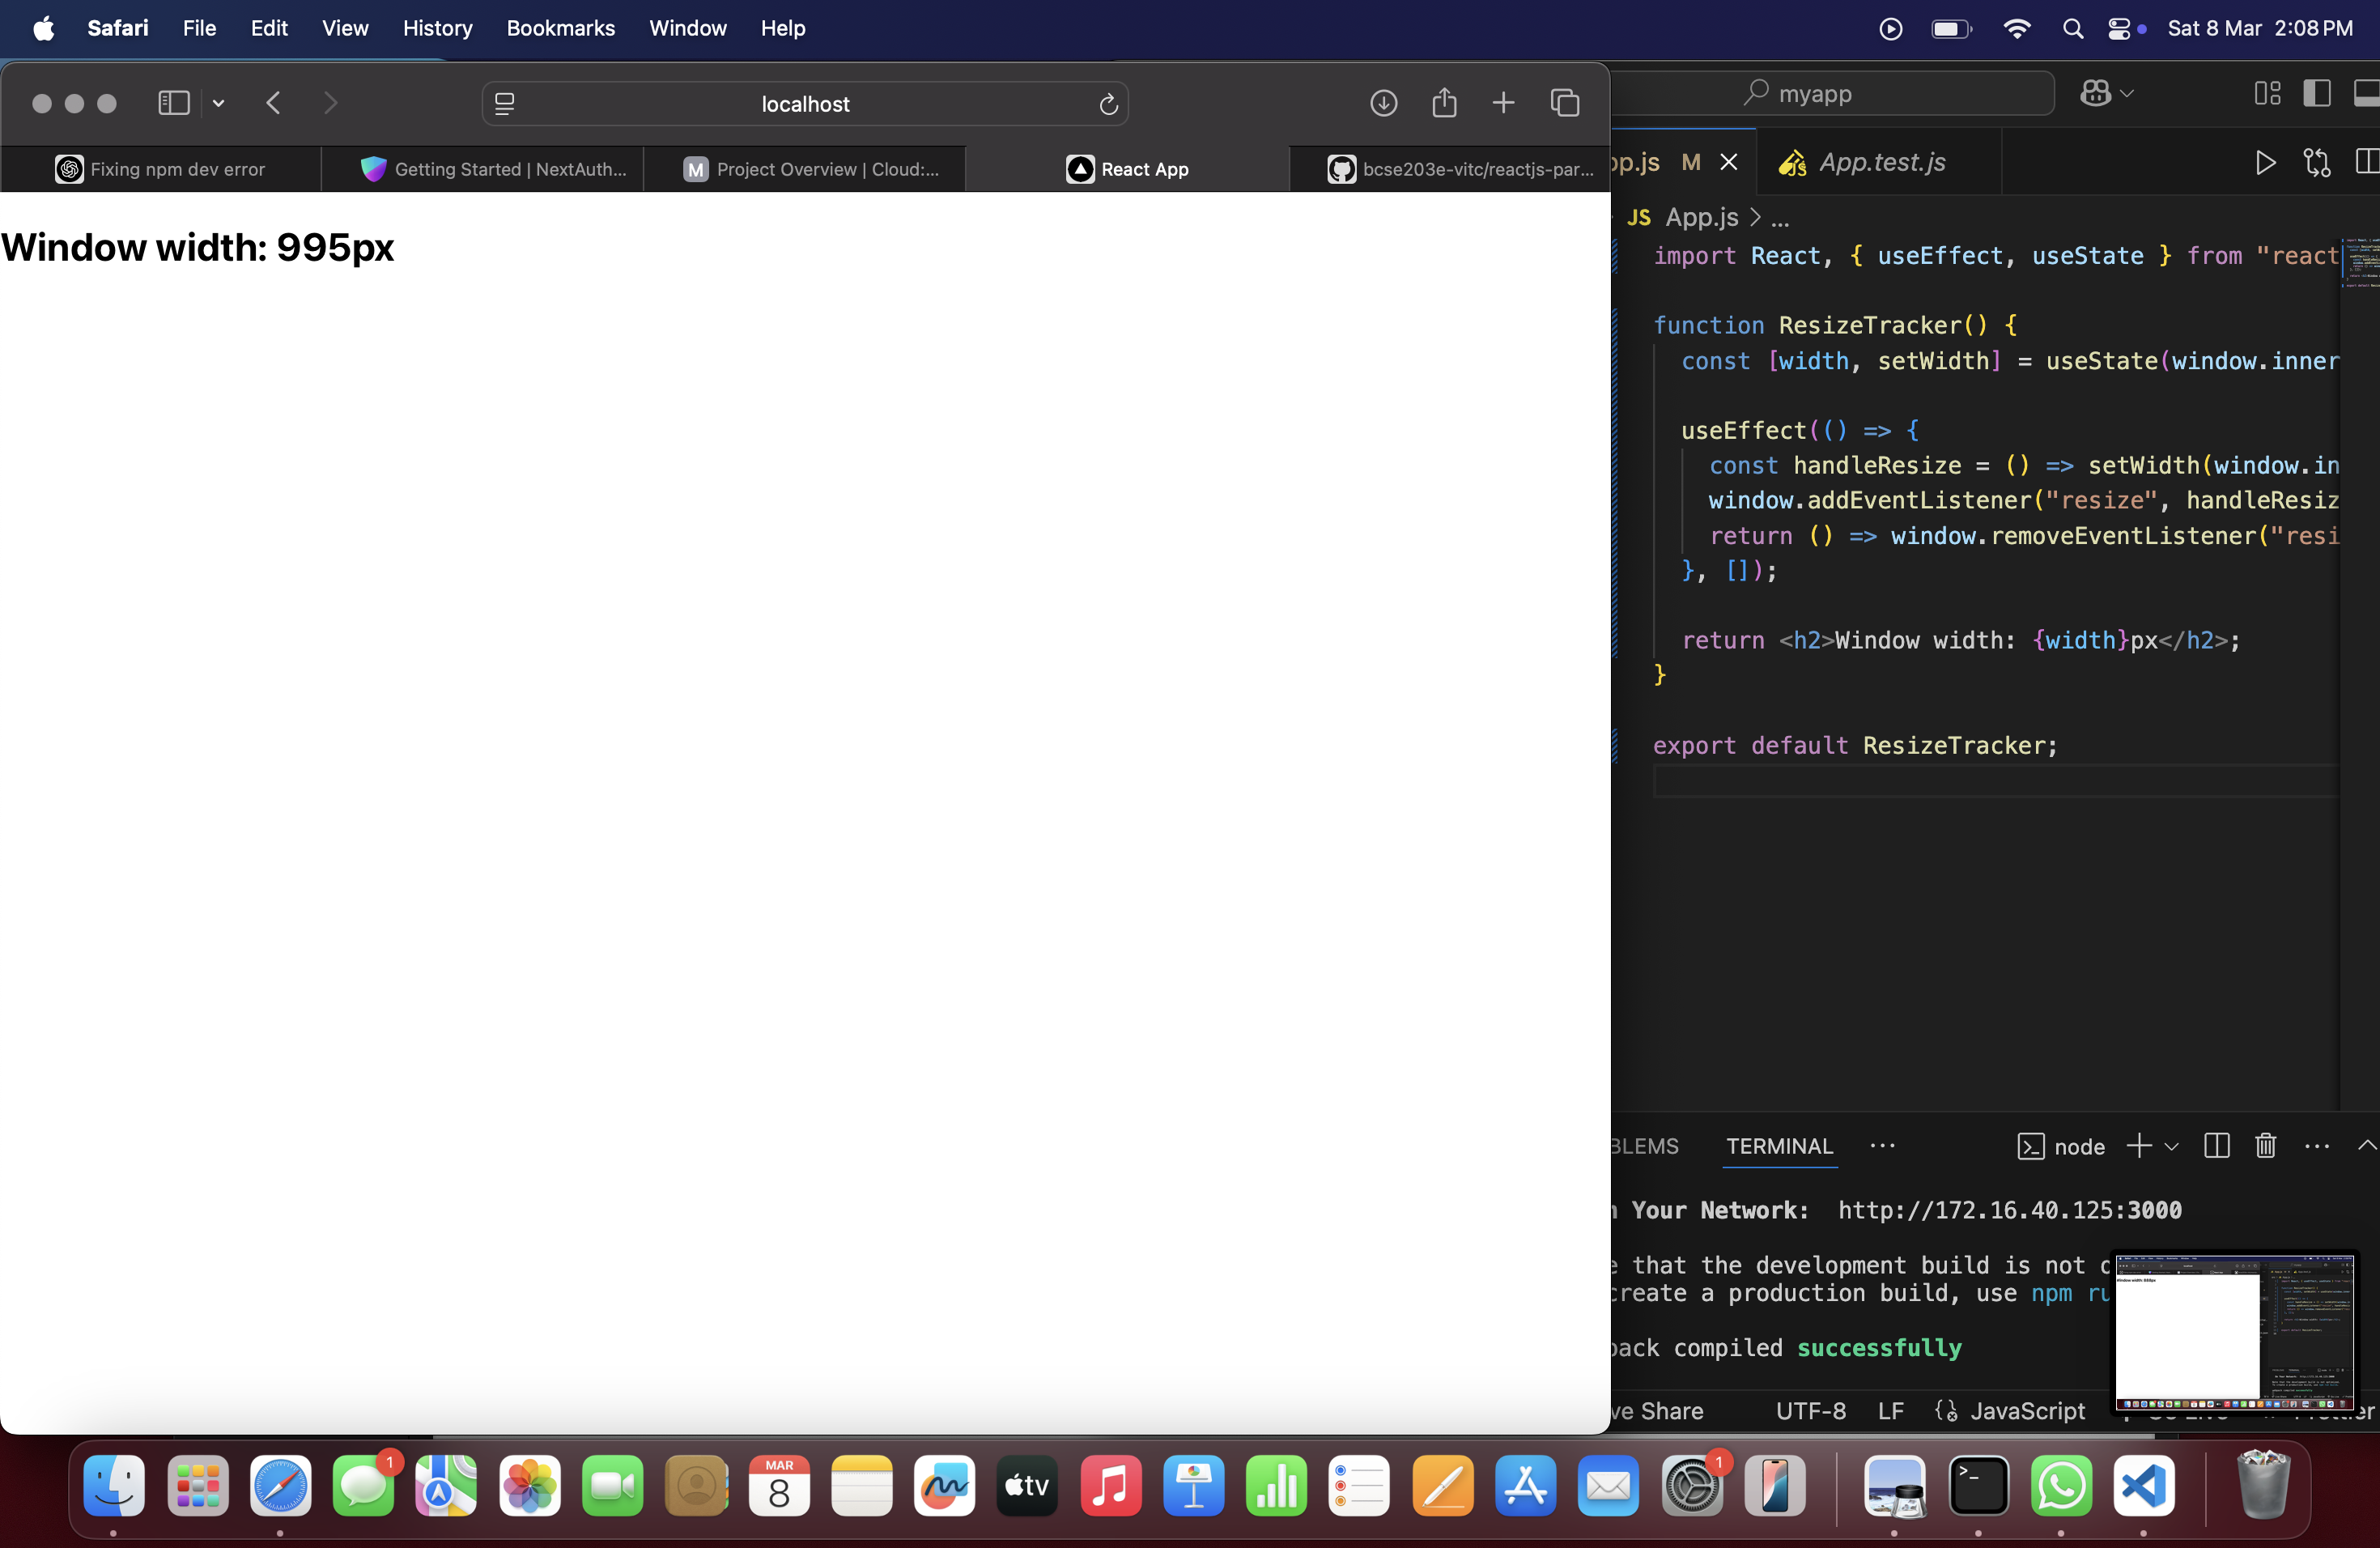 Safari File Edit View History Bookmarks Window Help Sat 8 Mar 2:08 PM
localhost
myapp
Fixing npm dev error
Getting Started | NextAuth...
M Project Overview | Cloud:...
React App
bcse203e-vitc/reactjs-par...
pp.js M
JS App.test.js
JS App.js > ...
Window width: 995px
import React, { useEffect, useState } from "react
function ResizeTracker() {
const [width, setWidth] = useState(window.inner
useEffect(() => {
const handleResize = () => setWidth(window.in
window.addEventListener("resize", handleResiz
return () => window.removeEventListener("resi
}, []);
return <h2>Window width: {width}px</h2>;
}
export default ResizeTracker;
BLEMS TERMINAL ... node
n Your Network: http://172.16.40.125:3000
e that the development build is not o
create a production build, use npm ru
pack compiled successfully
ve Share UTF-8 LF JavaScript
1
MAR
8
tv
1